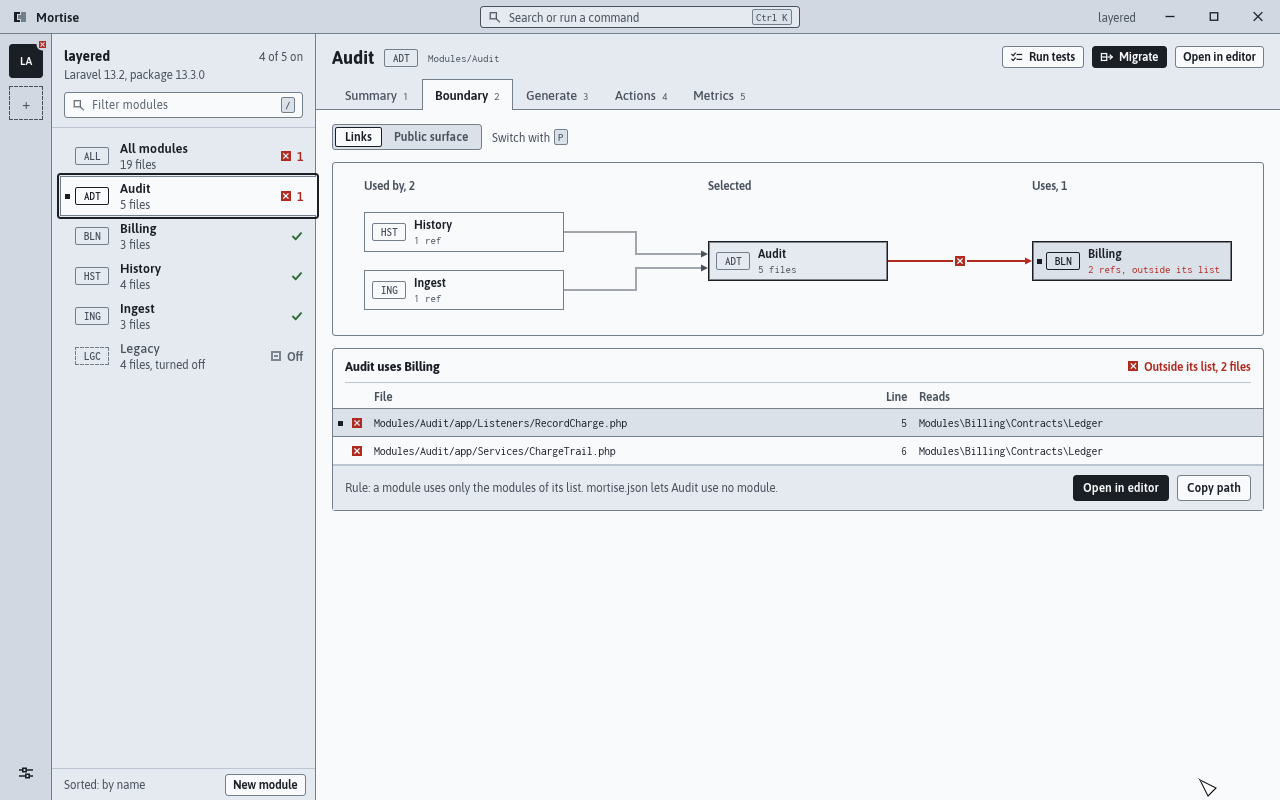 Mortise
Search or run a command
Ctrl K
layered
LA
+
layered
4 of 5 on
Laravel 13.2, package 13.3.0
Filter modules
/
ALL
All modules
19 files
1
ADT
Audit
5 files
1
BLN
Billing
3 files
HST
History
4 files
ING
Ingest
3 files
LGC
Legacy
4 files, turned off
Off
Sorted: by name
New module
Audit
ADT
Modules/Audit
Run tests
Migrate
Open in editor
Summary 1
Boundary 2
Generate 3
Actions 4
Metrics 5
Links
Public surface
Switch with P
Used by, 2
Selected
Uses, 1
HST
History
1 ref
ING
Ingest
1 ref
ADT
Audit
5 files
BLN
Billing
2 refs, outside its list
Audit uses Billing
Outside its list, 2 files
File
Line
Reads
Modules/Audit/app/Listeners/RecordCharge.php
5
Modules\Billing\Contracts\Ledger
Modules/Audit/app/Services/ChargeTrail.php
6
Modules\Billing\Contracts\Ledger
Rule: a module uses only the modules of its list. mortise.json lets Audit use no module.
Open in editor
Copy path